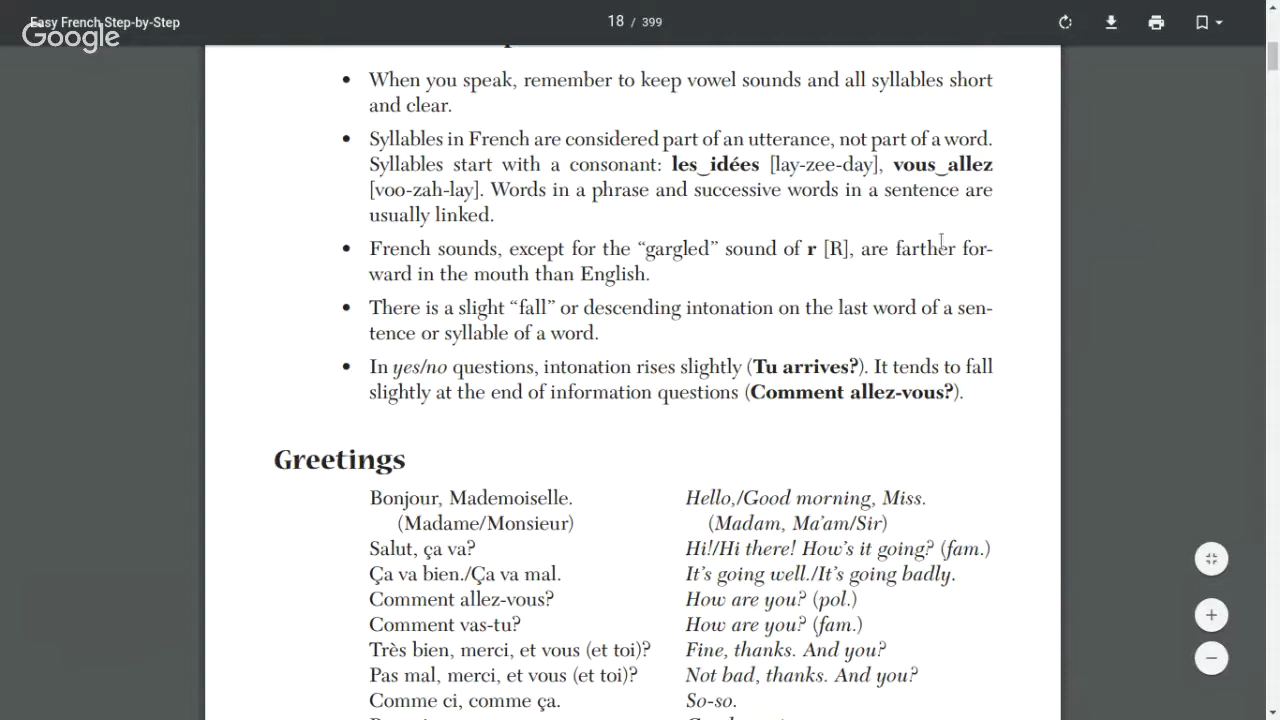 Easy French Step-by-Step
18 / 399
Google
• When you speak, remember to keep vowel sounds and all syllables short
and clear.
• Syllables in French are considered part of an utterance, not part of a word.
Syllables start with a consonant: les‿idées [lay-zee-day], vous‿allez
[voo-zah-lay]. Words in a phrase and successive words in a sentence are
usually linked.
• French sounds, except for the “gargled” sound of r [R], are farther for-
ward in the mouth than English.
• There is a slight “fall” or descending intonation on the last word of a sen-
tence or syllable of a word.
• In yes/no questions, intonation rises slightly (Tu arrives?). It tends to fall
slightly at the end of information questions (Comment allez-vous?).
Greetings
Bonjour, Mademoiselle. Hello,/Good morning, Miss.
(Madame/Monsieur) (Madam, Ma’am/Sir)
Salut, ça va? Hi!/Hi there! How’s it going? (fam.)
Ça va bien./Ça va mal. It’s going well./It’s going badly.
Comment allez-vous? How are you? (pol.)
Comment vas-tu? How are you? (fam.)
Très bien, merci, et vous (et toi)? Fine, thanks. And you?
Pas mal, merci, et vous (et toi)? Not bad, thanks. And you?
Comme ci, comme ça. So-so.